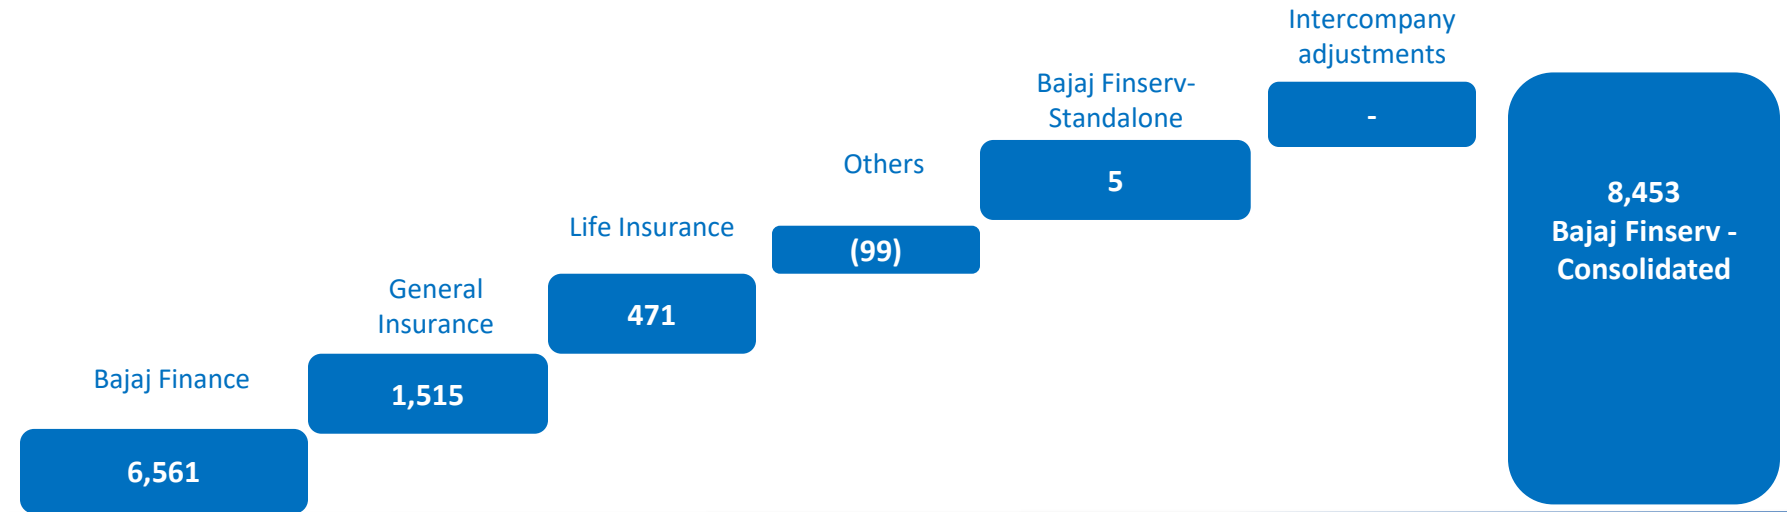 Bajaj Finance
6,561
General
Insurance
1,515
Life Insurance
471
Others
(99)
Bajaj Finserv-
Standalone
5
Intercompany
adjustments
-
8,453
Bajaj Finserv -
Consolidated